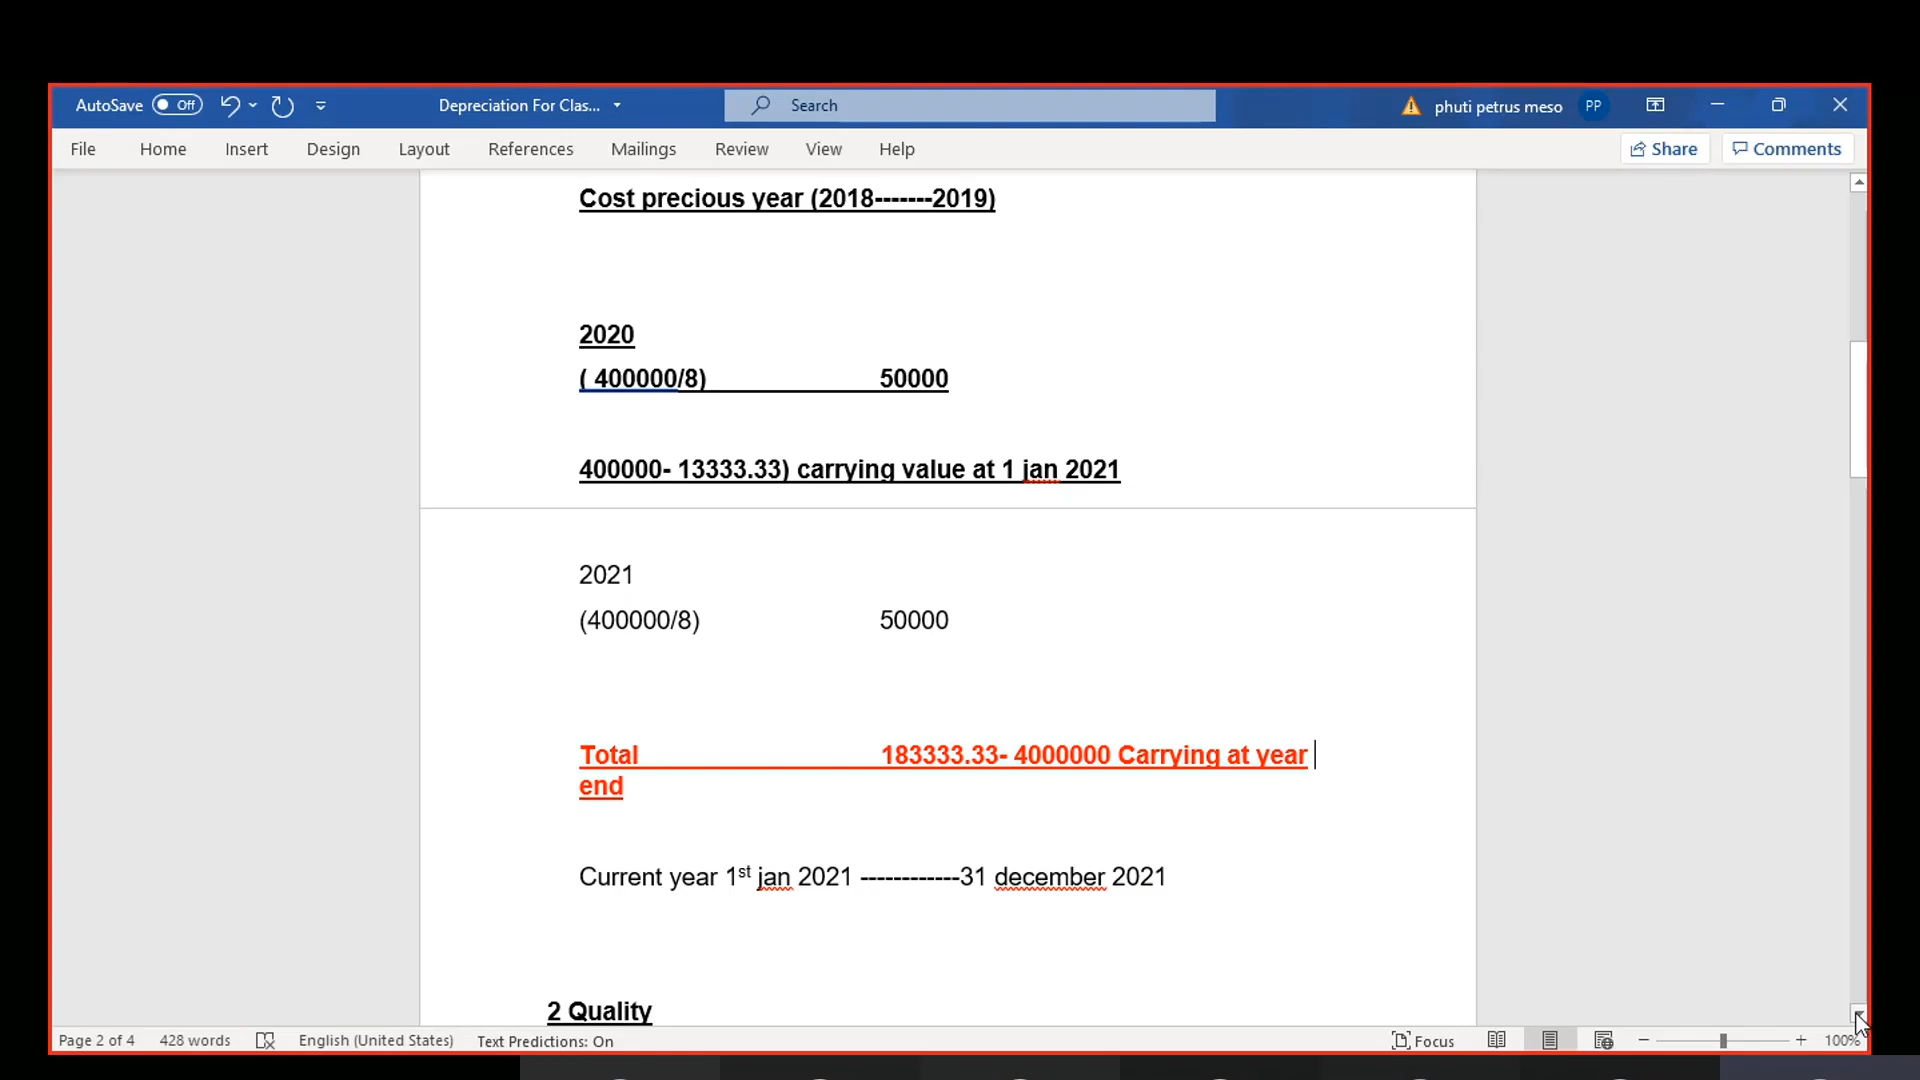 AutoSave Off Depreciation For Clas... Search phuti petrus meso PP
File Home Insert Design Layout References Mailings Review View Help Share Comments
Cost precious year (2018-------2019)
2020
( 400000/8) 50000
400000- 13333.33) carrying value at 1 jan 2021
2021
(400000/8) 50000
Total 183333.33- 4000000 Carrying at year
end
Current year 1st jan 2021 ------------31 december 2021
2 Quality
Page 2 of 4 428 words English (United States) Text Predictions: On Focus 100%